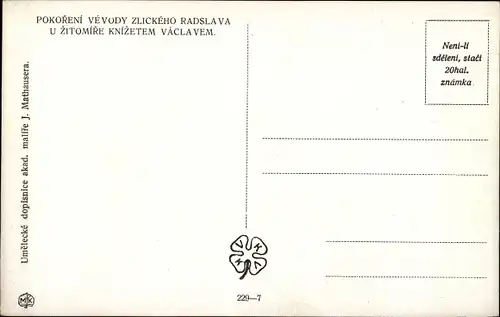 POKOŘENÍ VÉVODY ZLICKÉHO RADSLAVA
U ŽITOMÍŘE KNÍŽETEM VÁCLAVEM.
Není-li
sdělení, stačí
20hal.
známka
Umělecké dopisnice akad. malíře J. Mathausera.
V K K V
MK
229—7